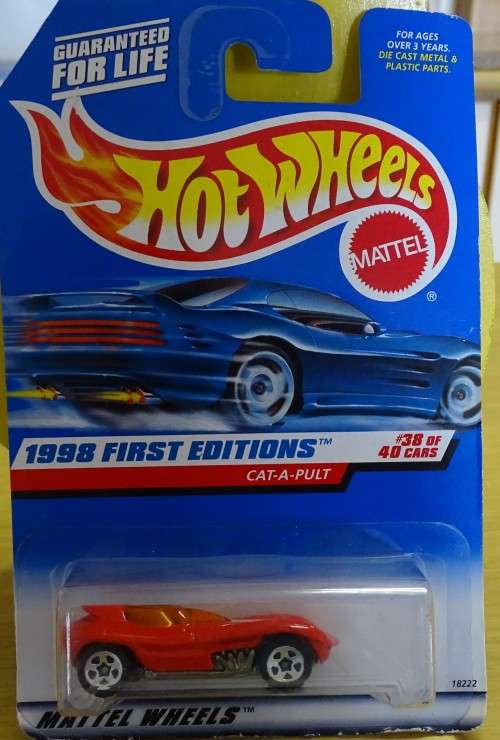 GUARANTEED
FOR LIFE
FOR AGES
OVER 3 YEARS.
DIE CAST METAL &
PLASTIC PARTS.
HOT WHEELS
MATTEL
®
1998 FIRST EDITIONS™
#38 OF
40 CARS
CAT-A-PULT
18222
MATTEL WHEELS™